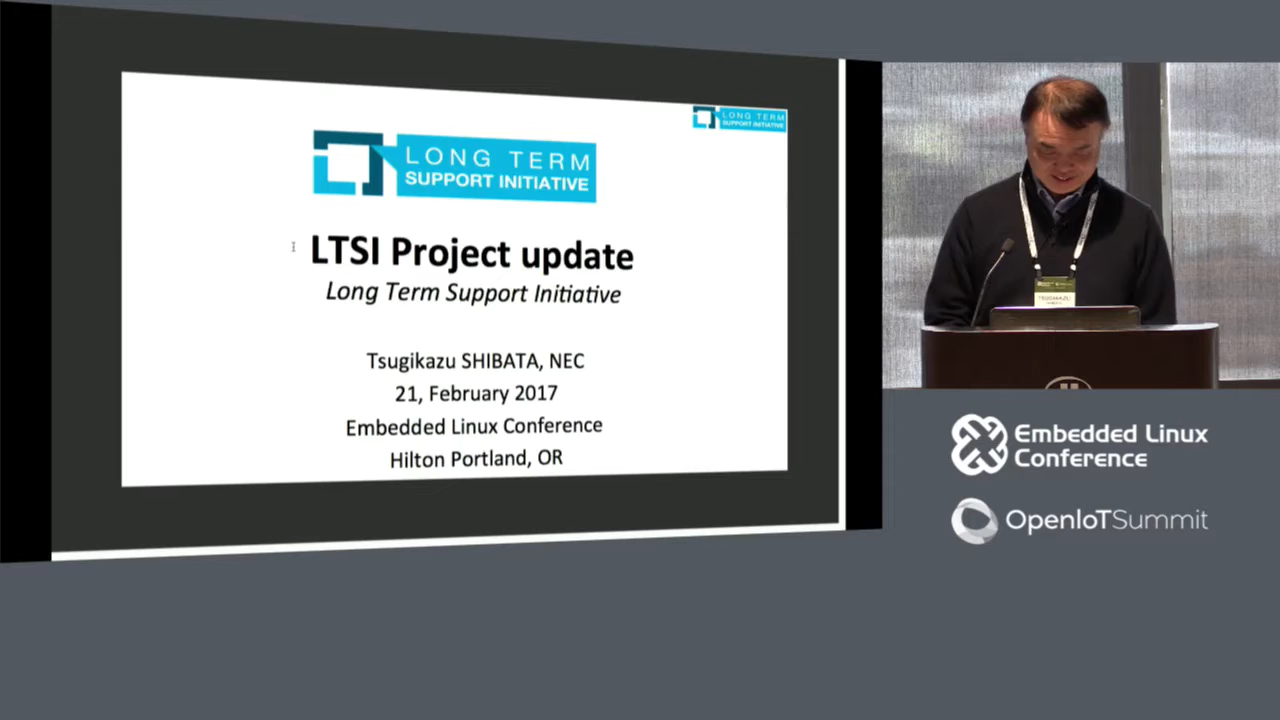 LONG TERM
SUPPORT INITIATIVE
LONG TERM
SUPPORT INITIATIVE
LTSI Project update
Long Term Support Initiative
Tsugikazu SHIBATA, NEC
21, February 2017
Embedded Linux Conference
Hilton Portland, OR
TSUGIKAZU
Embedded Linux
Conference
OpenIoTSummit